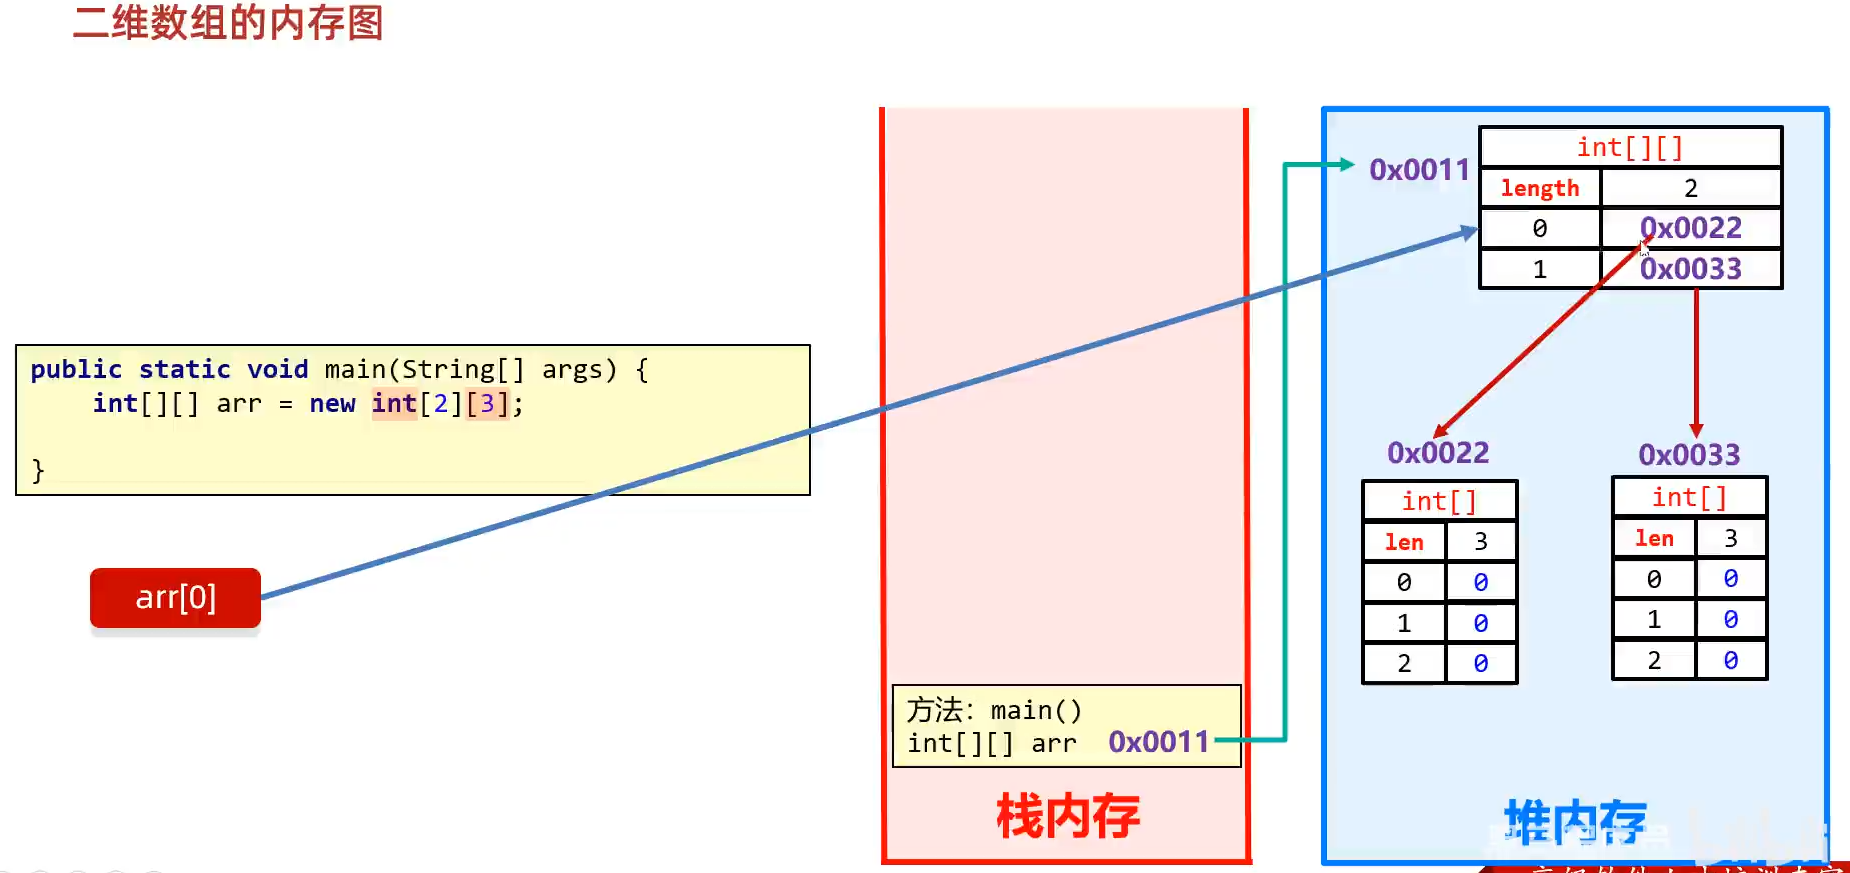 二维数组的内存图
public static void main(String[] args) {
int[][] arr = new int[2][3];
}
arr[0]
方法：main()
int[][] arr 0x0011
栈内存
0x0011
int[][]
length 2
0 0x0022
1 0x0033
0x0022
int[]
len 3
0 0
1 0
2 0
0x0033
int[]
len 3
0 0
1 0
2 0
堆内存